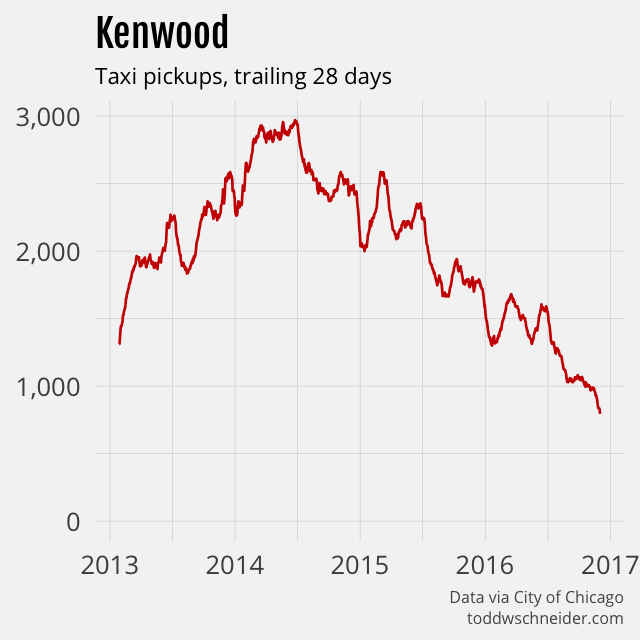 Kenwood
Taxi pickups, trailing 28 days
3,000
2,000
1,000
0
2013 2014 2015 2016 2017
Data via City of Chicago
toddwschneider.com